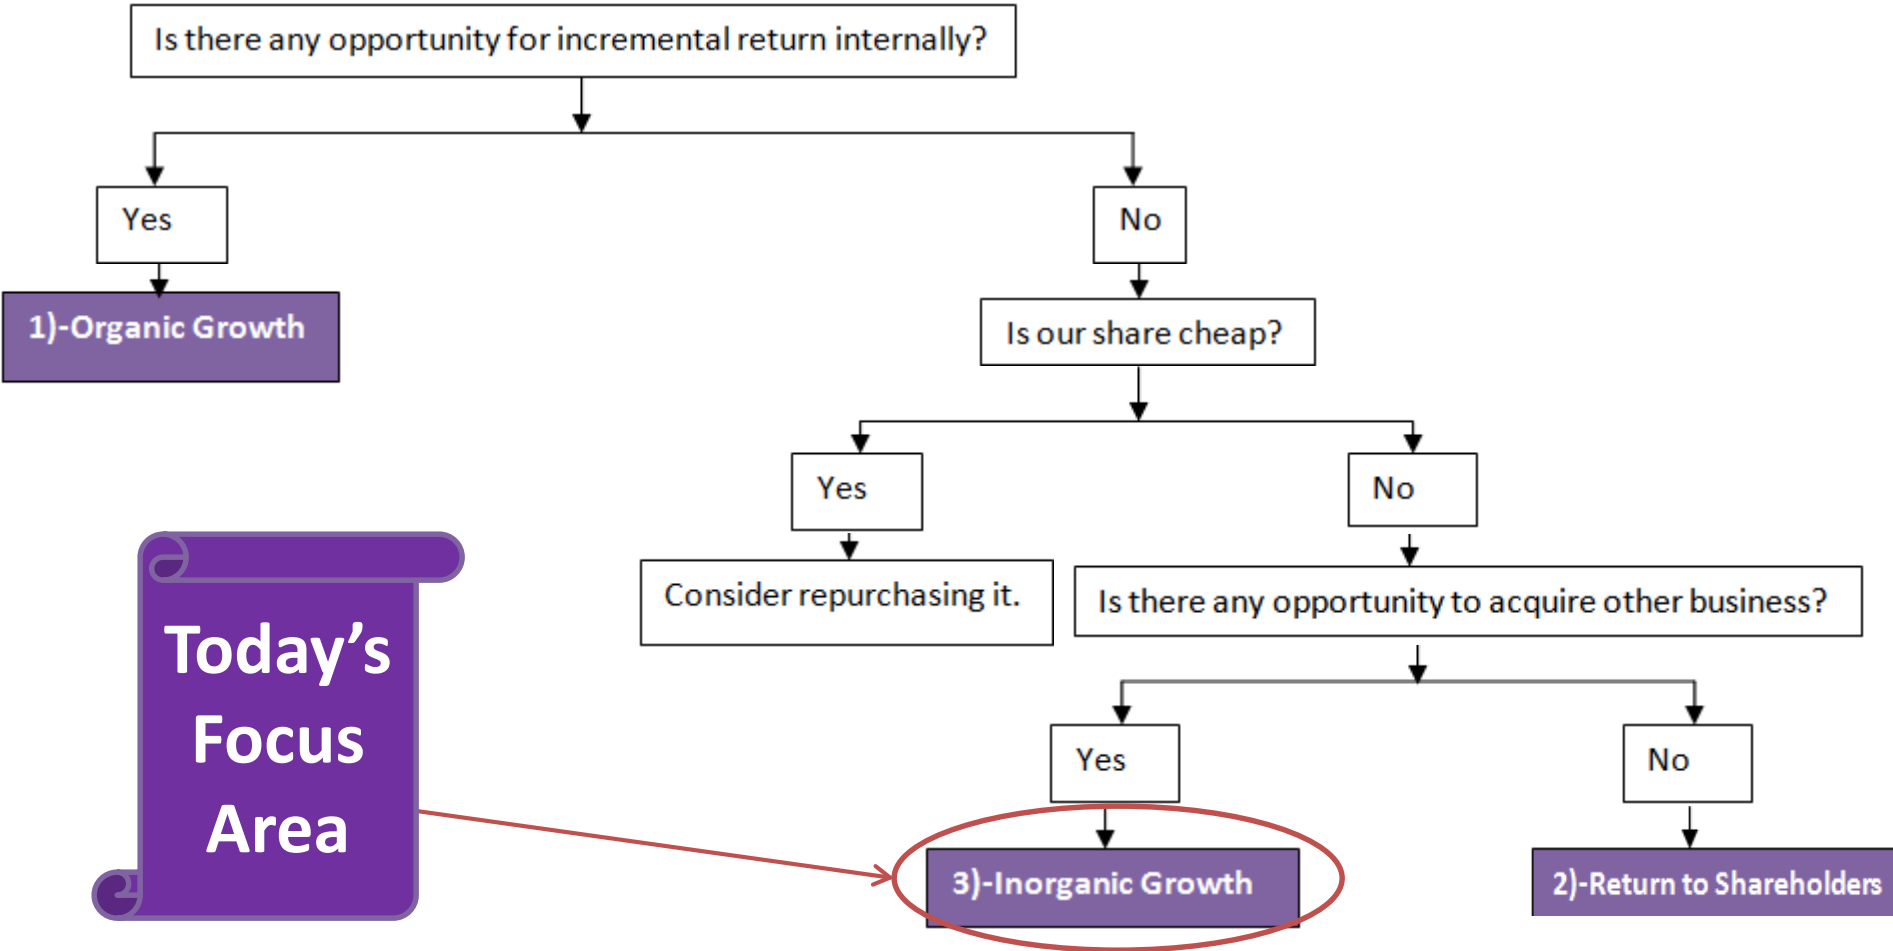 Is there any opportunity for incremental return internally?
Yes
No
1)-Organic Growth
Is our share cheap?
Yes
No
Consider repurchasing it.
Is there any opportunity to acquire other business?
Today’s
Focus
Area
Yes
No
3)-Inorganic Growth
2)-Return to Shareholders